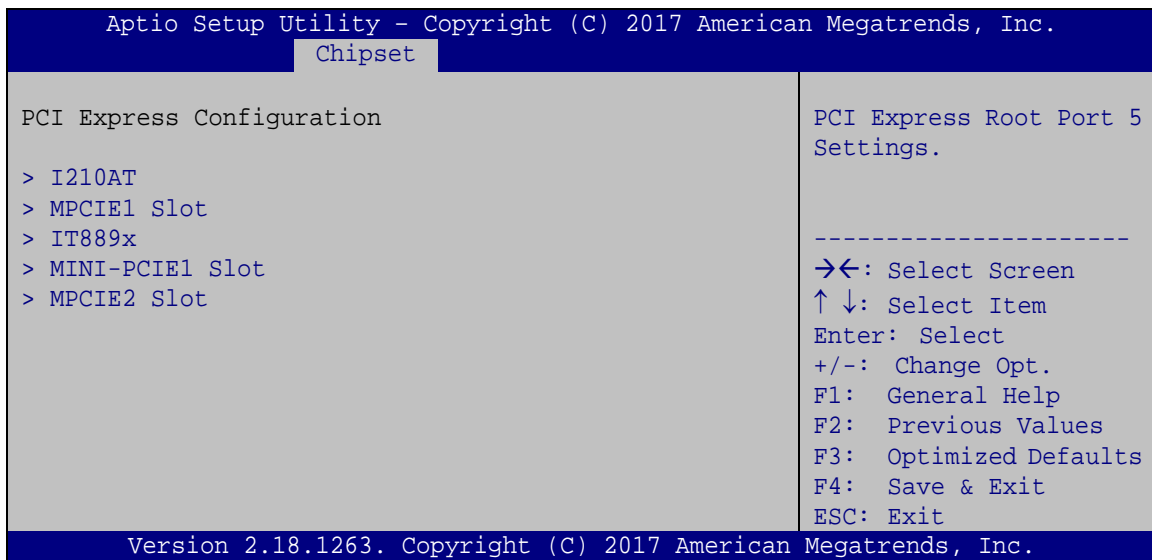 Aptio Setup Utility – Copyright (C) 2017 American Megatrends, Inc.
Chipset
PCI Express Configuration
> I210AT
> MPCIE1 Slot
> IT889x
> MINI-PCIE1 Slot
> MPCIE2 Slot
PCI Express Root Port 5
Settings.
----------------------
→←: Select Screen
↑ ↓: Select Item
Enter: Select
+/-: Change Opt.
F1: General Help
F2: Previous Values
F3: Optimized Defaults
F4: Save & Exit
ESC: Exit
Version 2.18.1263. Copyright (C) 2017 American Megatrends, Inc.